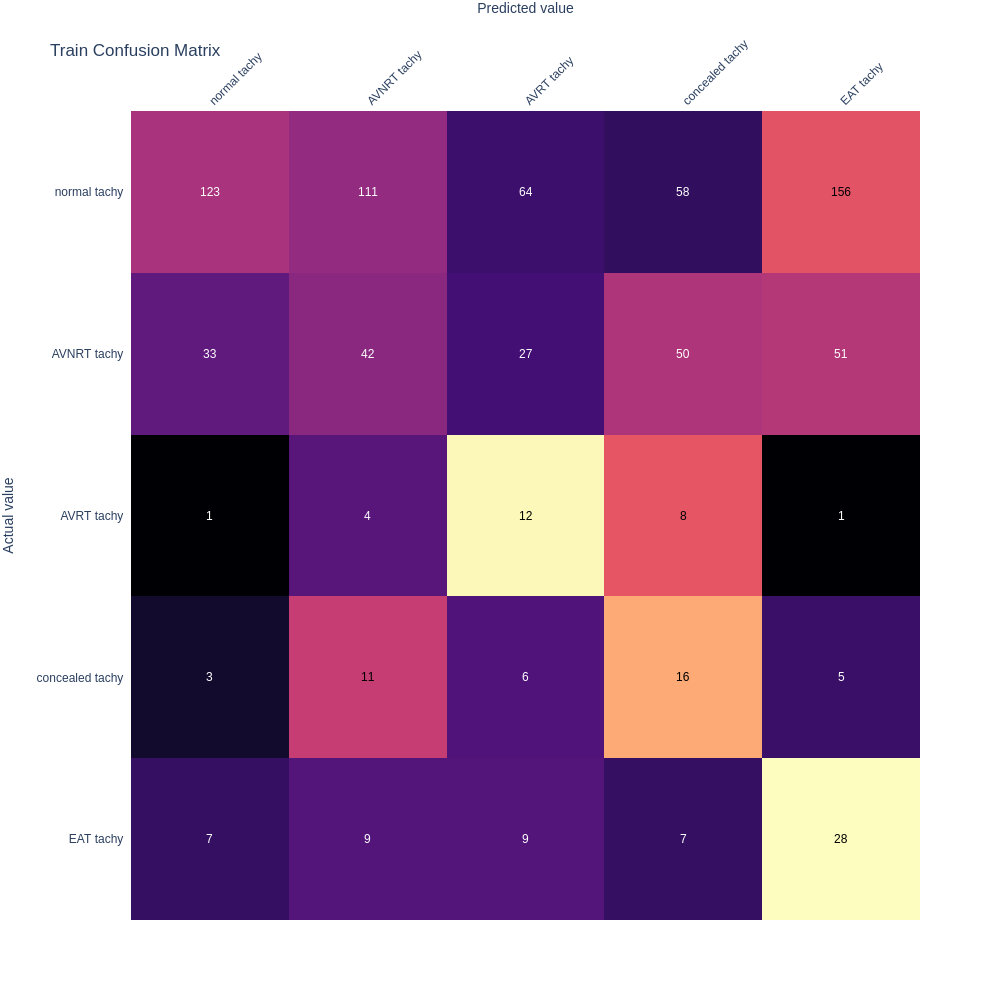 Predicted value
Train Confusion Matrix
normal tachy AVNRT tachy AVRT tachy concealed tachy EAT tachy
normal tachy 123 111 64 58 156
AVNRT tachy 33 42 27 50 51
Actual value
AVRT tachy 1 4 12 8 1
concealed tachy 3 11 6 16 5
EAT tachy 7 9 9 7 28